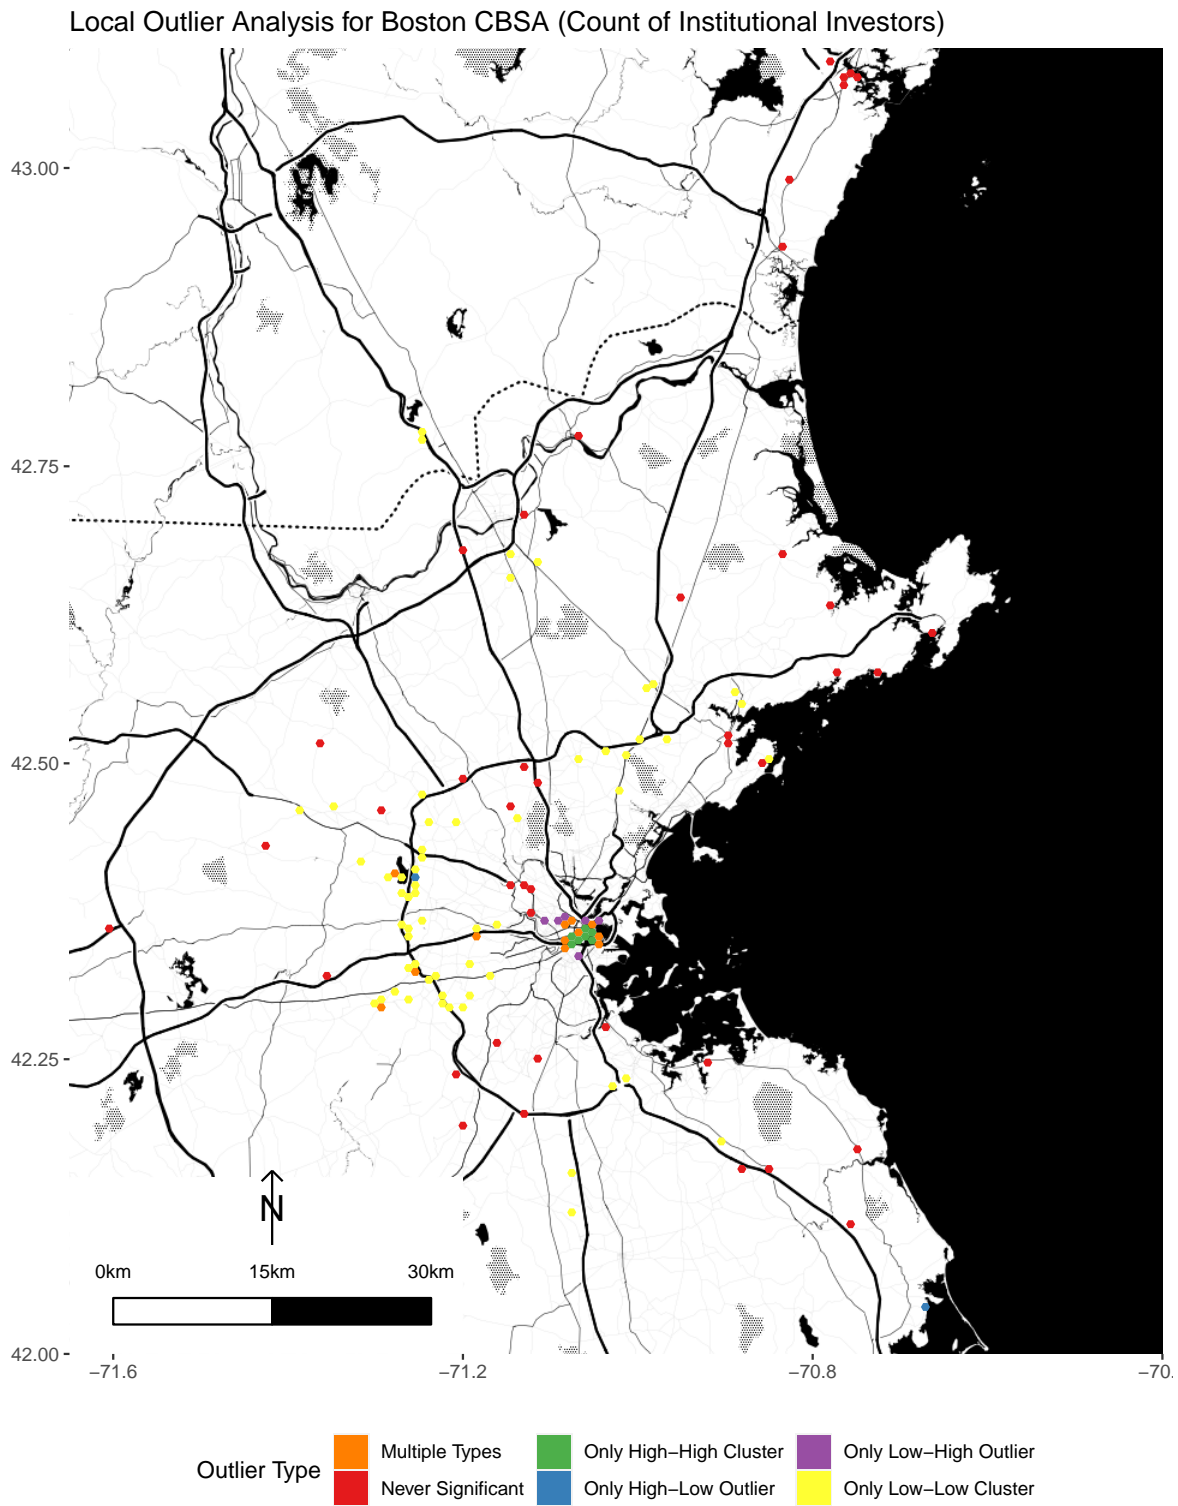 Local Outlier Analysis for Boston CBSA (Count of Institutional Investors)
43.00
42.75
42.50
42.25
42.00
N
0km 15km 30km
−71.6 −71.2 −70.8 −70.
Outlier Type
Multiple Types Only High−High Cluster Only Low−High Outlier
Never Significant Only High−Low Outlier Only Low−Low Cluster